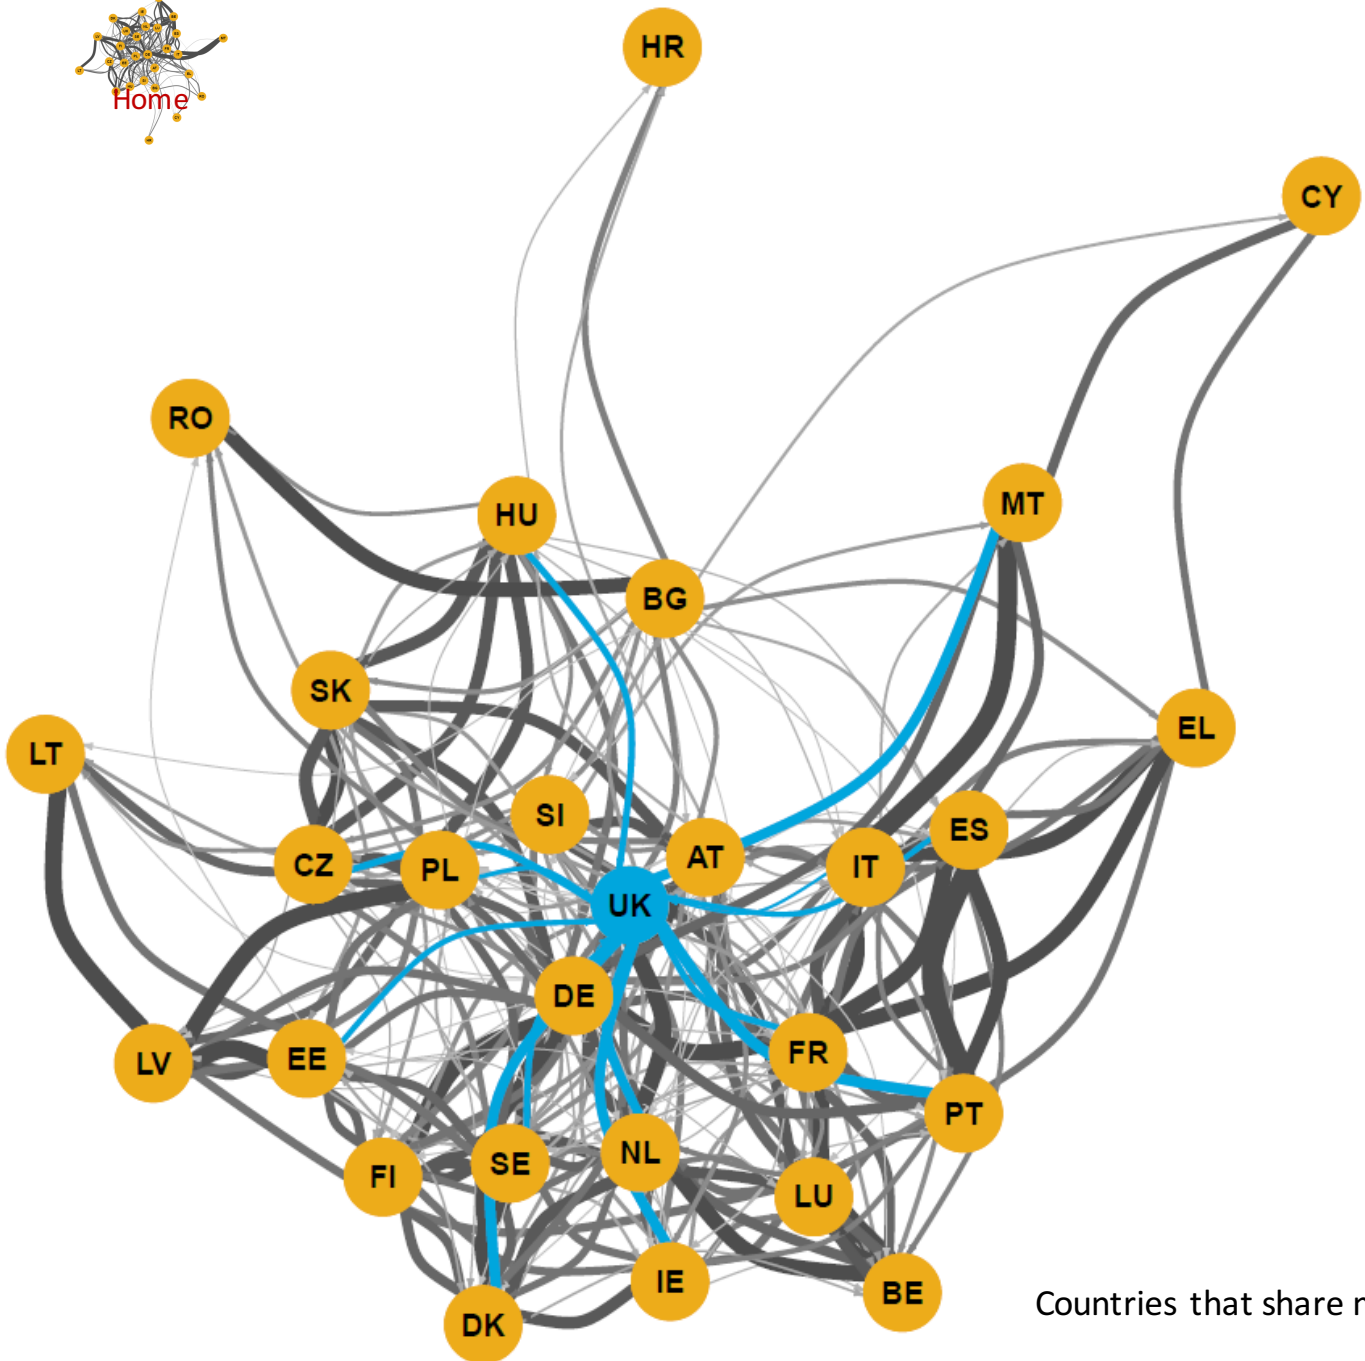 Home
HR
CY
RO
HU
MT
BG
SK
EL
LT
SI
ES
CZ
PL
AT
IT
UK
DE
LV
EE
FR
PT
FI
SE
NL
LU
IE
BE
DK
Countries that share